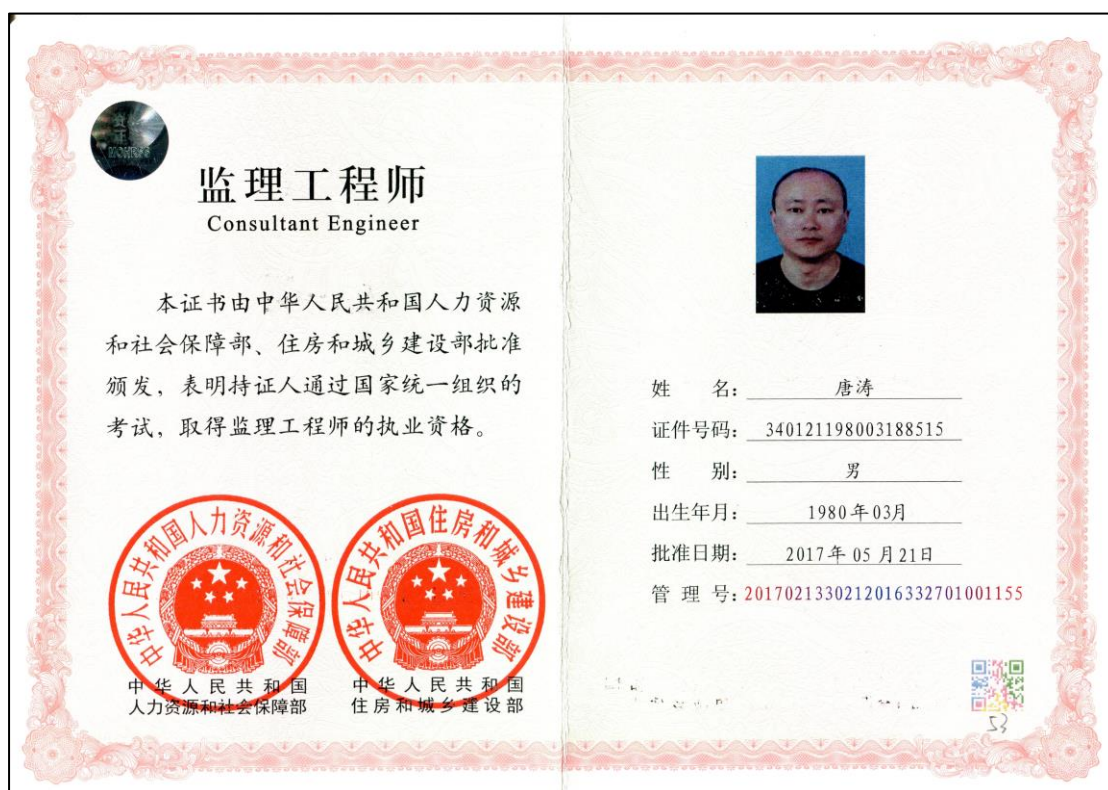 监理工程师
Consultant Engineer
本证书由中华人民共和国人力资源
和社会保障部、住房和城乡建设部批准
颁发，表明持证人通过国家统一组织的
考试，取得监理工程师的执业资格。
中华人民共和国人力资源和社会保障部
中华人民共和国住房和城乡建设部
中华人民共和国
人力资源和社会保障部
中华人民共和国
住房和城乡建设部
姓 名： 唐涛
证件号码： 340121198003188515
性 别： 男
出生年月： 1980年03月
批准日期： 2017年05月21日
管 理 号：2017021330212016332701001155
53